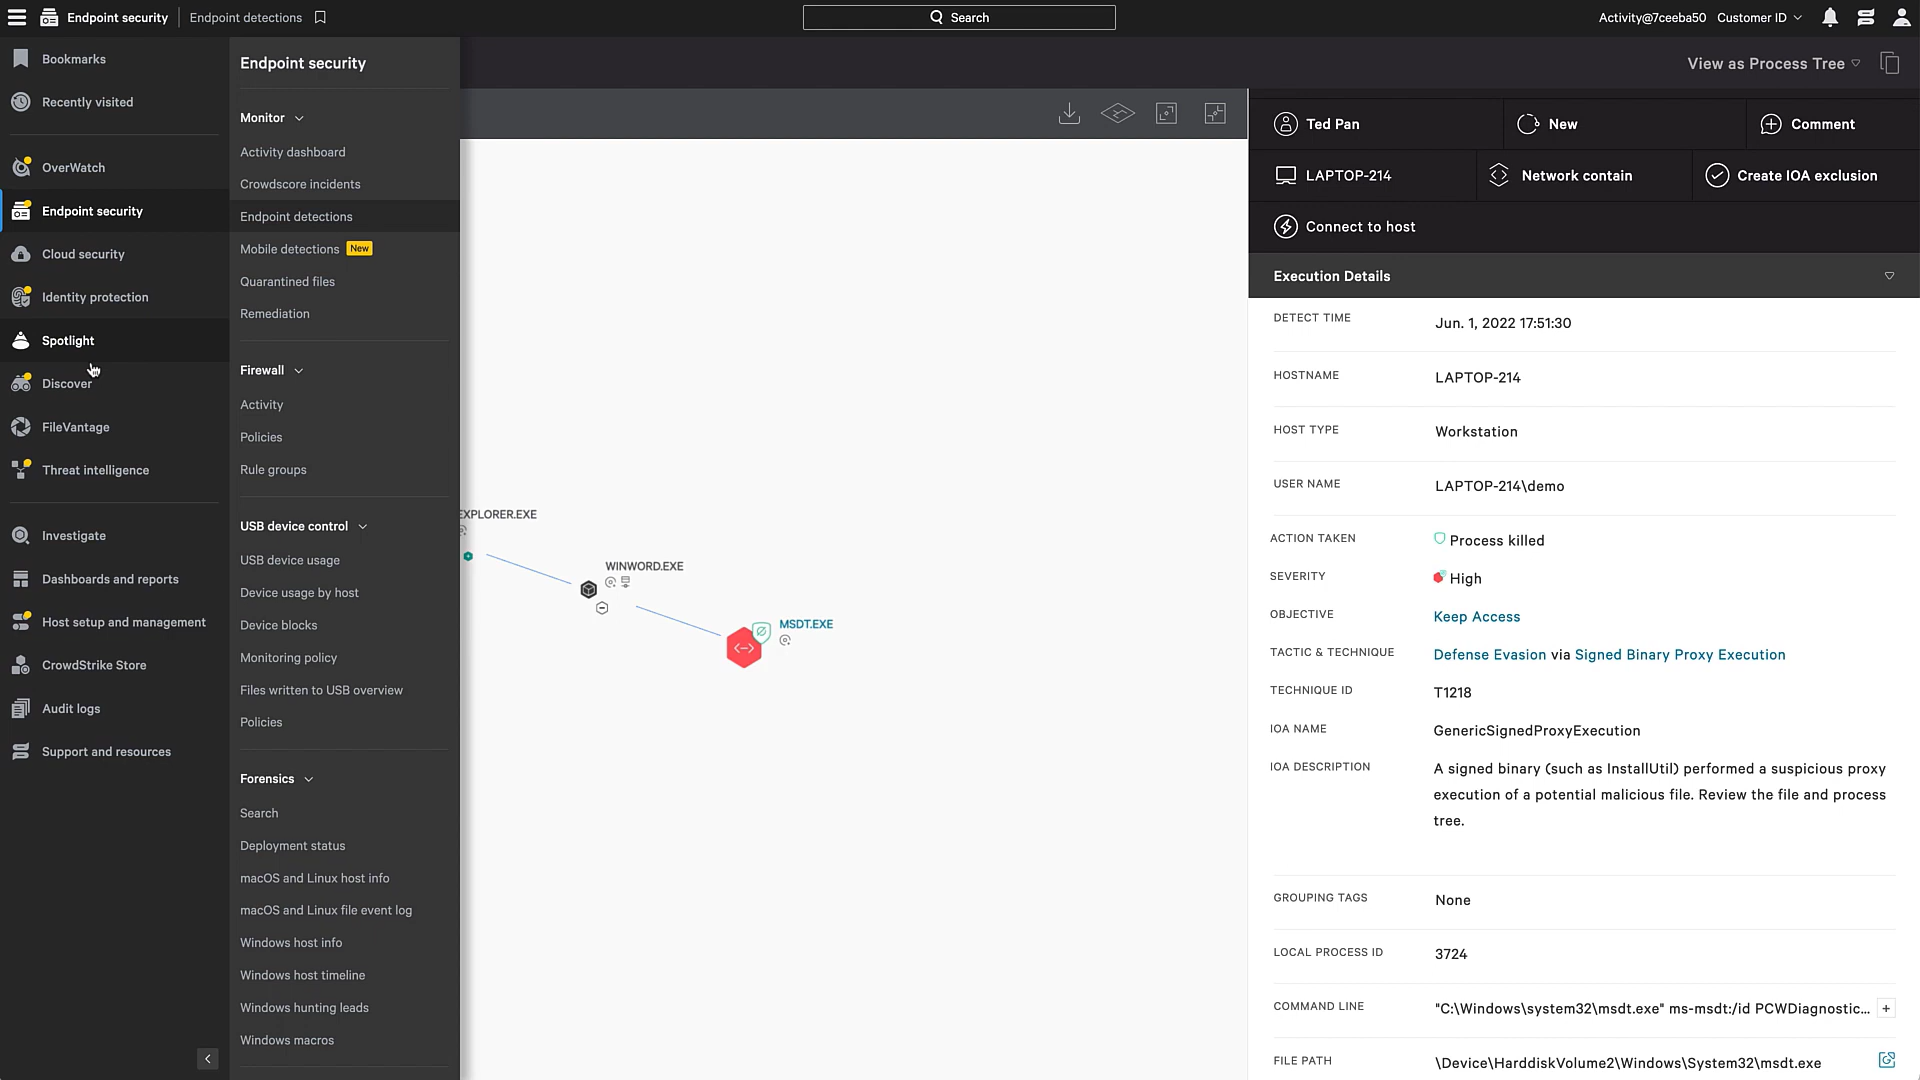 Endpoint security
Endpoint detections
Search
Activity@7ceeba50
Customer ID
Bookmarks
Recently visited
OverWatch
Endpoint security
Cloud security
Identity protection
Spotlight
Discover
FileVantage
Threat intelligence
Investigate
Dashboards and reports
Host setup and management
CrowdStrike Store
Audit logs
Support and resources
Endpoint security
Monitor
Activity dashboard
Crowdscore incidents
Endpoint detections
Mobile detections New
Quarantined files
Remediation
Firewall
Activity
Policies
Rule groups
USB device control
USB device usage
Device usage by host
Device blocks
Monitoring policy
Files written to USB overview
Policies
Forensics
Search
Deployment status
macOS and Linux host info
macOS and Linux file event log
Windows host info
Windows host timeline
Windows hunting leads
Windows macros
EXPLORER.EXE
WINWORD.EXE
MSDT.EXE
View as Process Tree
Ted Pan
New
Comment
LAPTOP-214
Network contain
Create IOA exclusion
Connect to host
Execution Details
DETECT TIME
Jun. 1, 2022 17:51:30
HOSTNAME
LAPTOP-214
HOST TYPE
Workstation
USER NAME
LAPTOP-214\demo
ACTION TAKEN
Process killed
SEVERITY
High
OBJECTIVE
Keep Access
TACTIC & TECHNIQUE
Defense Evasion via Signed Binary Proxy Execution
TECHNIQUE ID
T1218
IOA NAME
GenericSignedProxyExecution
IOA DESCRIPTION
A signed binary (such as InstallUtil) performed a suspicious proxy
execution of a potential malicious file. Review the file and process
tree.
GROUPING TAGS
None
LOCAL PROCESS ID
3724
COMMAND LINE
"C:\Windows\system32\msdt.exe" ms-msdt:/id PCWDiagnostic...
FILE PATH
\Device\HarddiskVolume2\Windows\System32\msdt.exe